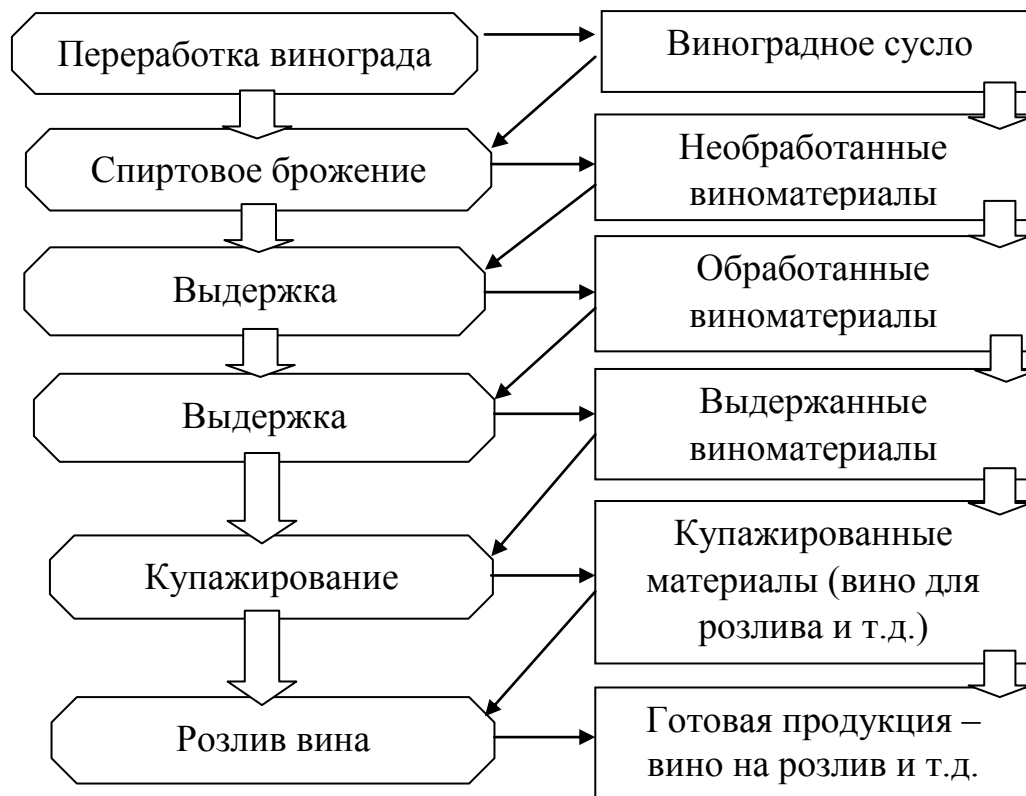 Переработка винограда
Виноградное сусло
Спиртовое брожение
Необработанные
виноматериалы
Выдержка
Обработанные
виноматериалы
Выдержка
Выдержанные
виноматериалы
Купажирование
Купажированные
материалы (вино для
розлива и т.д.)
Розлив вина
Готовая продукция –
вино на розлив и т.д.